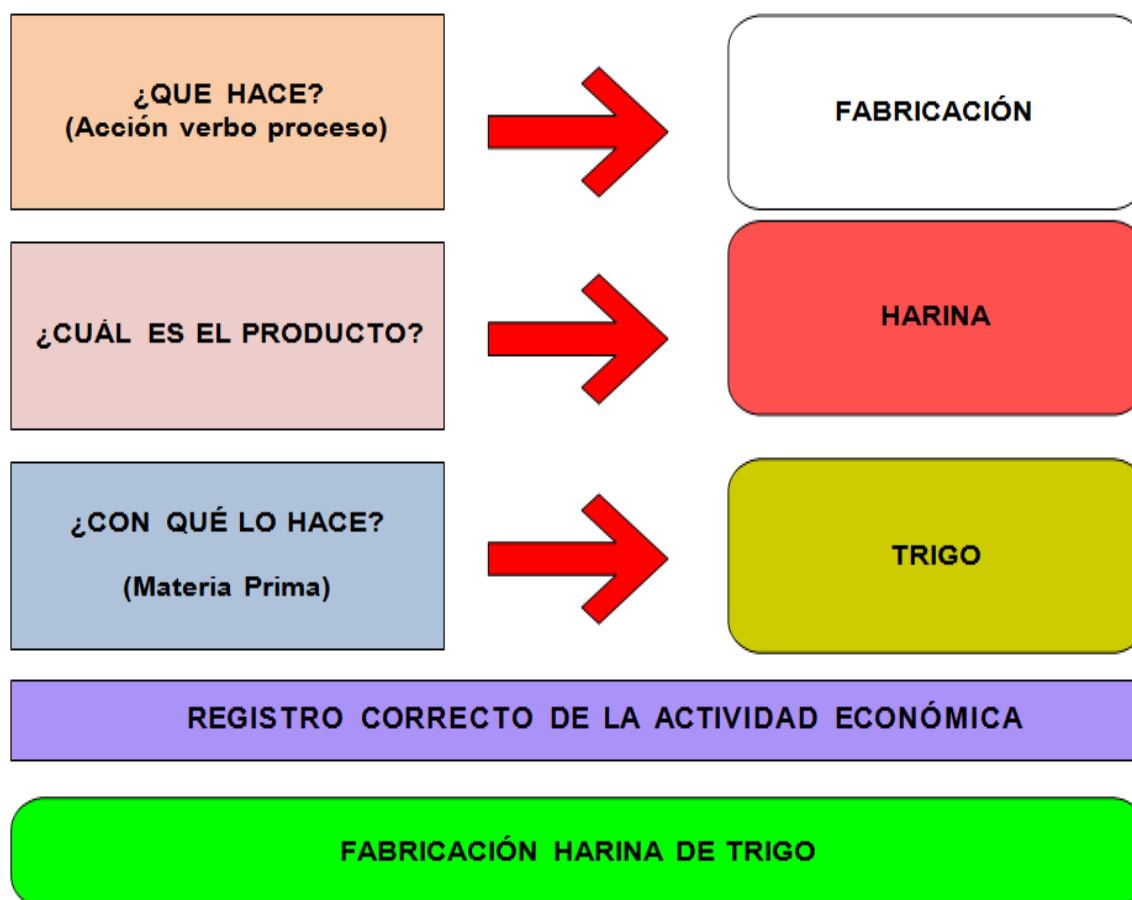 ¿QUE HACE?
(Acción verbo proceso)
FABRICACIÓN
¿CUÁL ES EL PRODUCTO?
HARINA
¿CON QUÉ LO HACE?
(Materia Prima)
TRIGO
REGISTRO CORRECTO DE LA ACTIVIDAD ECONÓMICA
FABRICACIÓN HARINA DE TRIGO